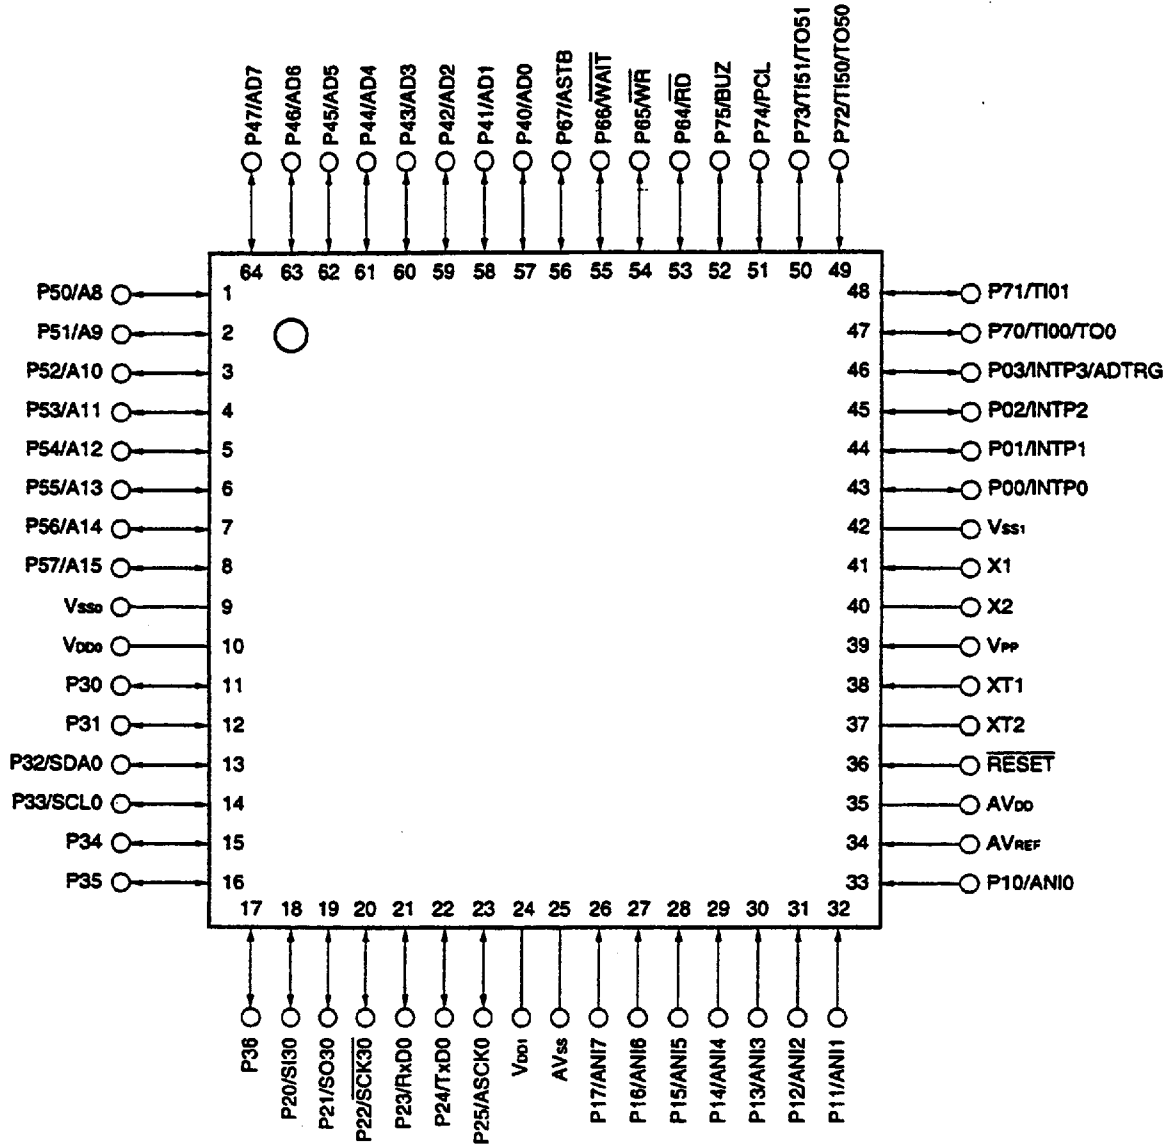 P47/AD7
P46/AD6
P45/AD5
P44/AD4
P43/AD3
P42/AD2
P41/AD1
P40/AD0
P67/ASTB
P66/WAIT
P65/WR
P64/RD
P75/BUZ
P74/PCL
P73/TI51/TO51
P72/TI50/TO50
64 63 62 61 60 59 58 57 56 55 54 53 52 51 50 49
P50/A8 1
P51/A9 2
P52/A10 3
P53/A11 4
P54/A12 5
P55/A13 6
P56/A14 7
P57/A15 8
VSS0 9
VDD0 10
P30 11
P31 12
P32/SDA0 13
P33/SCL0 14
P34 15
P35 16
48 P71/TI01
47 P70/TI00/TO0
46 P03/INTP3/ADTRG
45 P02/INTP2
44 P01/INTP1
43 P00/INTP0
42 VSS1
41 X1
40 X2
39 VPP
38 XT1
37 XT2
36 RESET
35 AVDD
34 AVREF
33 P10/ANI0
17 18 19 20 21 22 23 24 25 26 27 28 29 30 31 32
P36
P20/SI30
P21/SO30
P22/SCK30
P23/RxD0
P24/TxD0
P25/ASCK0
VDD1
AVSS
P17/ANI7
P16/ANI6
P15/ANI5
P14/ANI4
P13/ANI3
P12/ANI2
P11/ANI1